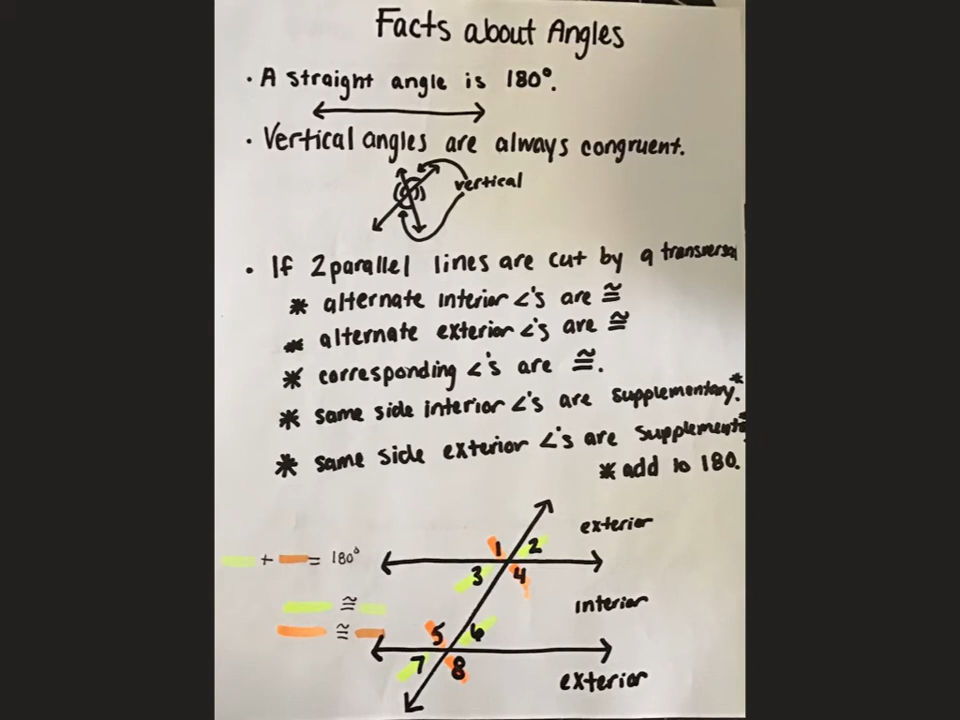 Facts about Angles
· A straight angle is 180°.
· Vertical angles are always congruent.
vertical
· If 2 parallel lines are cut by a transversal
* alternate interior ∠'s are ≅
* alternate exterior ∠'s are ≅
* corresponding ∠'s are ≅.
* same side interior ∠'s are supplementary.*
* same side exterior ∠'s are
* add to 180.
exterior
1 2
+ = 180°
3 4
≅
interior
≅
5 6
7 8
exterior